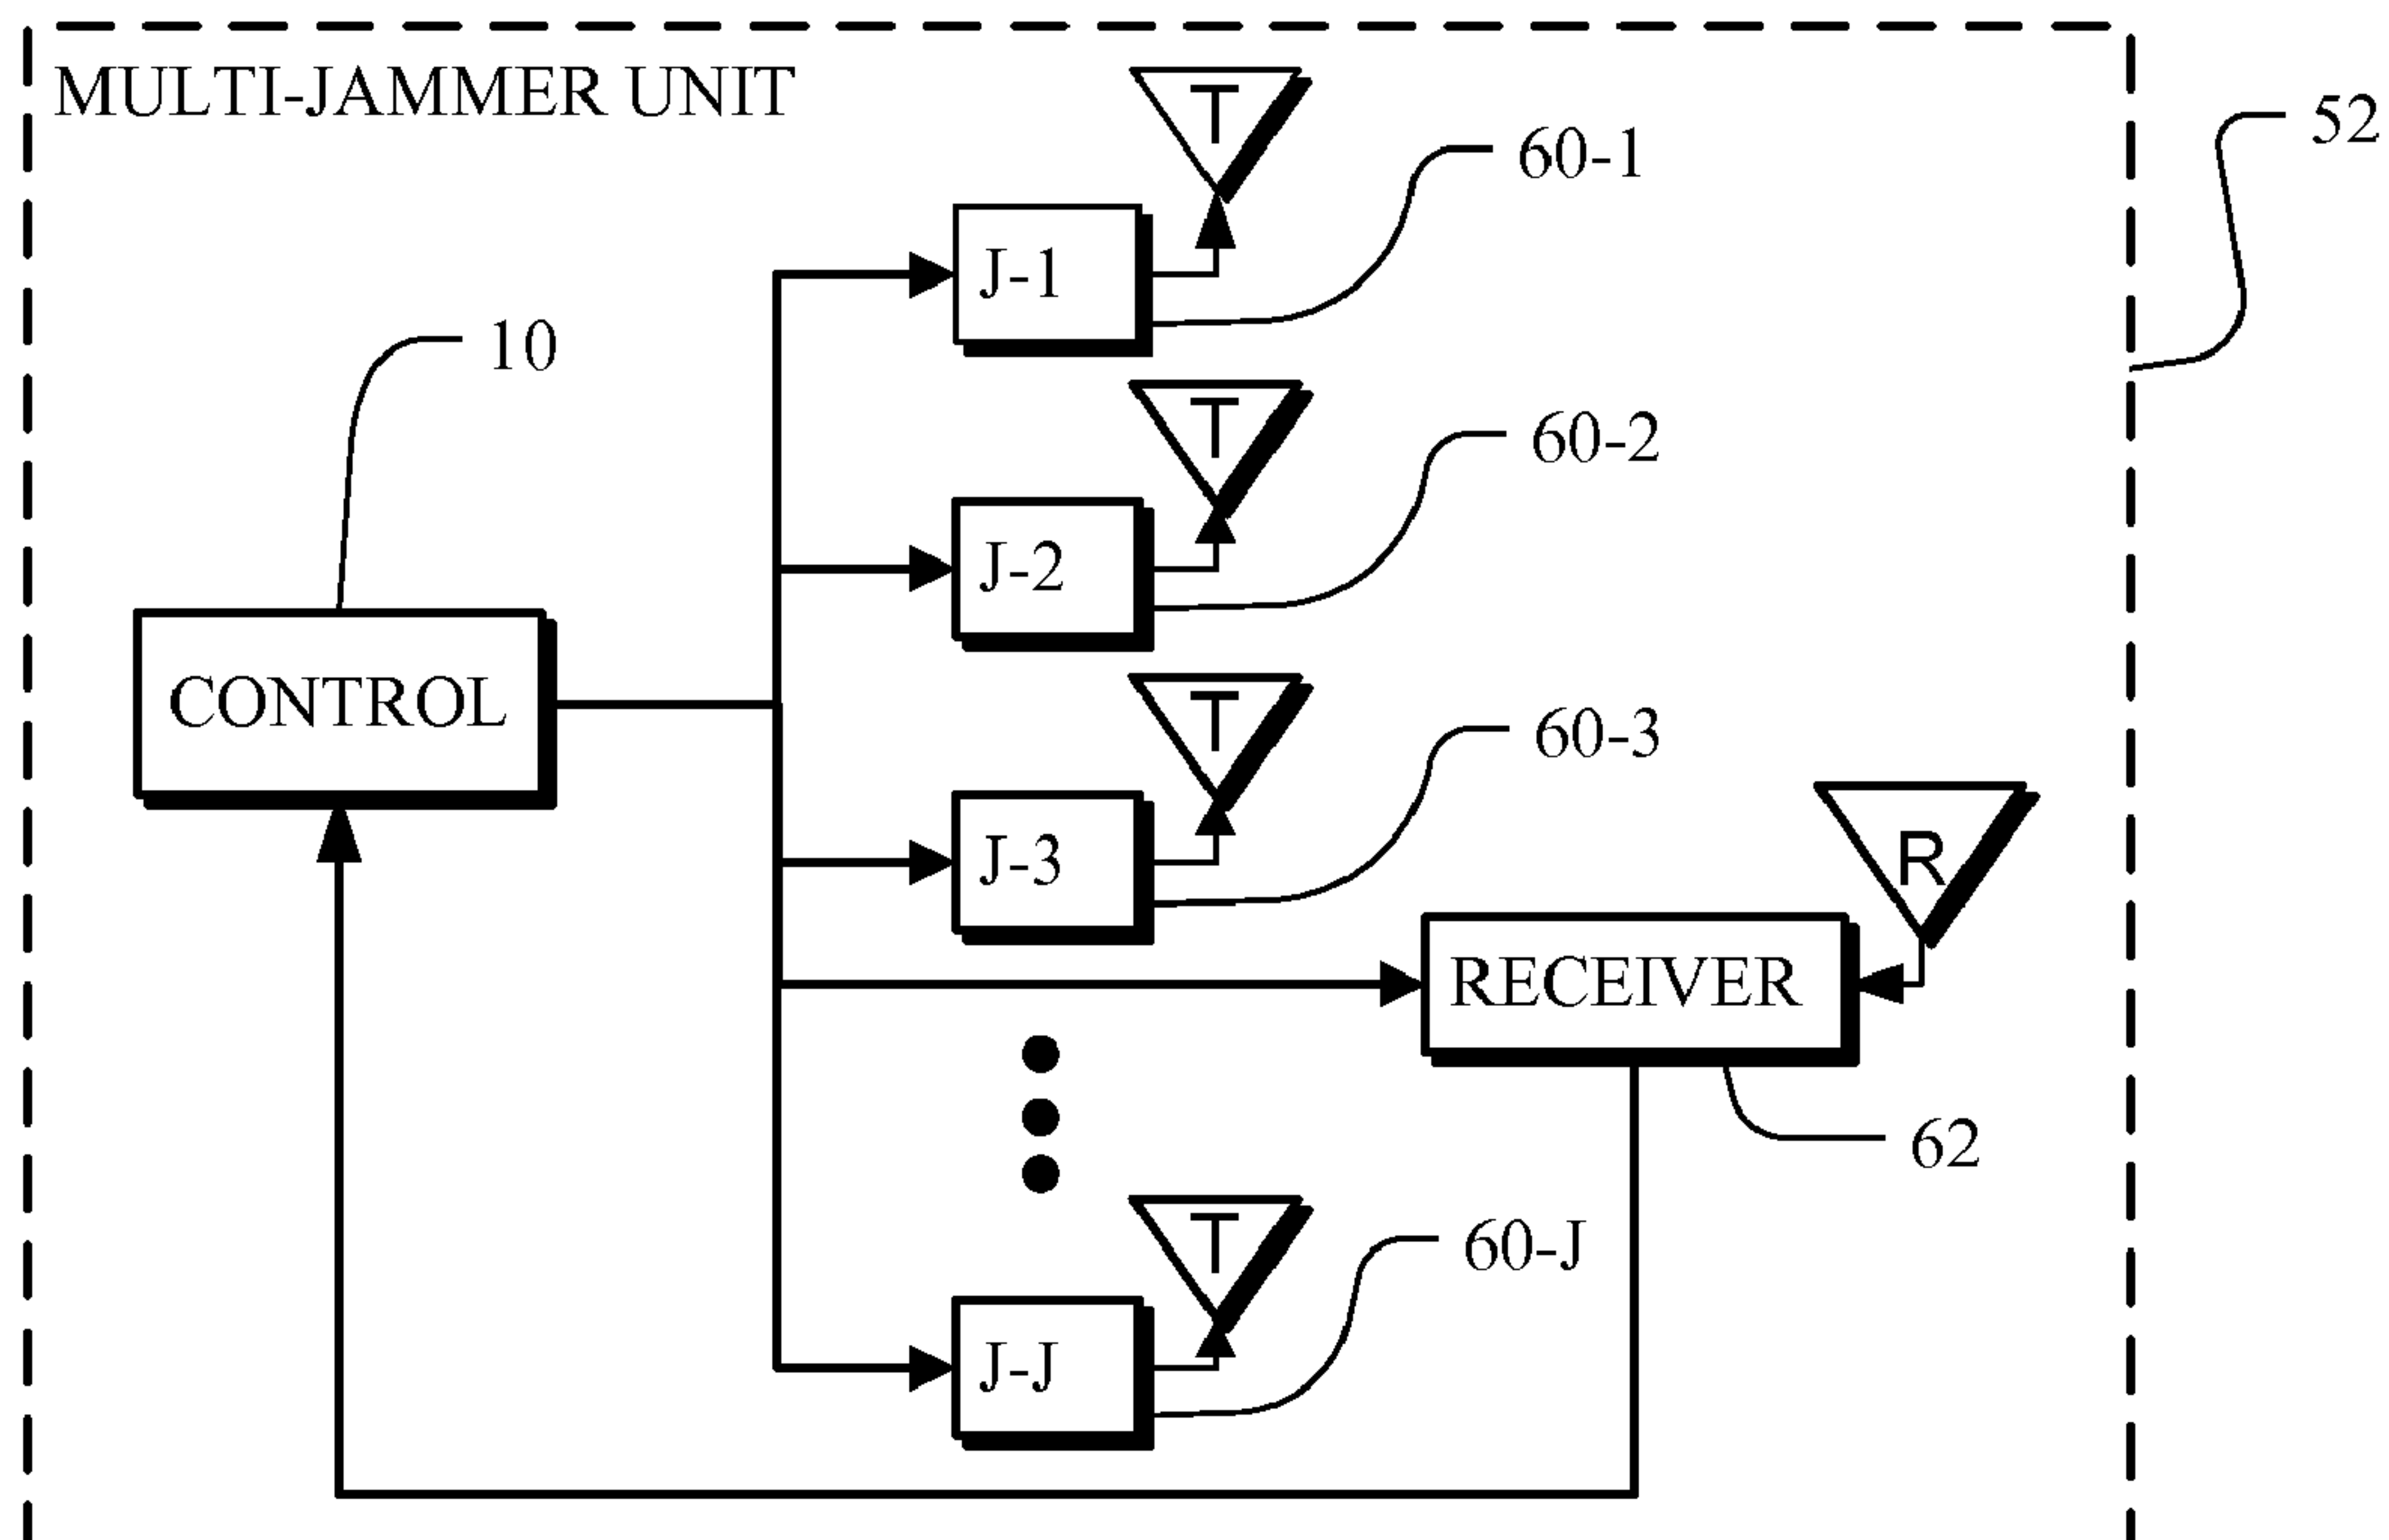 MULTI-JAMMER UNIT
T
52
60-1
J-1
10
T
60-2
J-2
CONTROL
T
60-3
J-3
R
RECEIVER
62
T
60-J
J-J